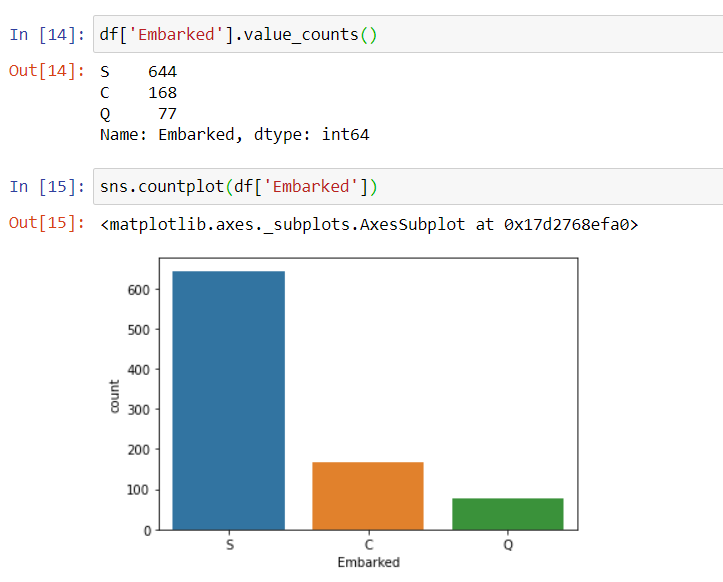 In [14]: df['Embarked'].value_counts()
Out[14]: S    644
C    168
Q     77
Name: Embarked, dtype: int64
In [15]: sns.countplot(df['Embarked'])
Out[15]: <matplotlib.axes._subplots.AxesSubplot at 0x17d2768efa0>
600
500
400
300
200
100
0
count
S C Q
Embarked